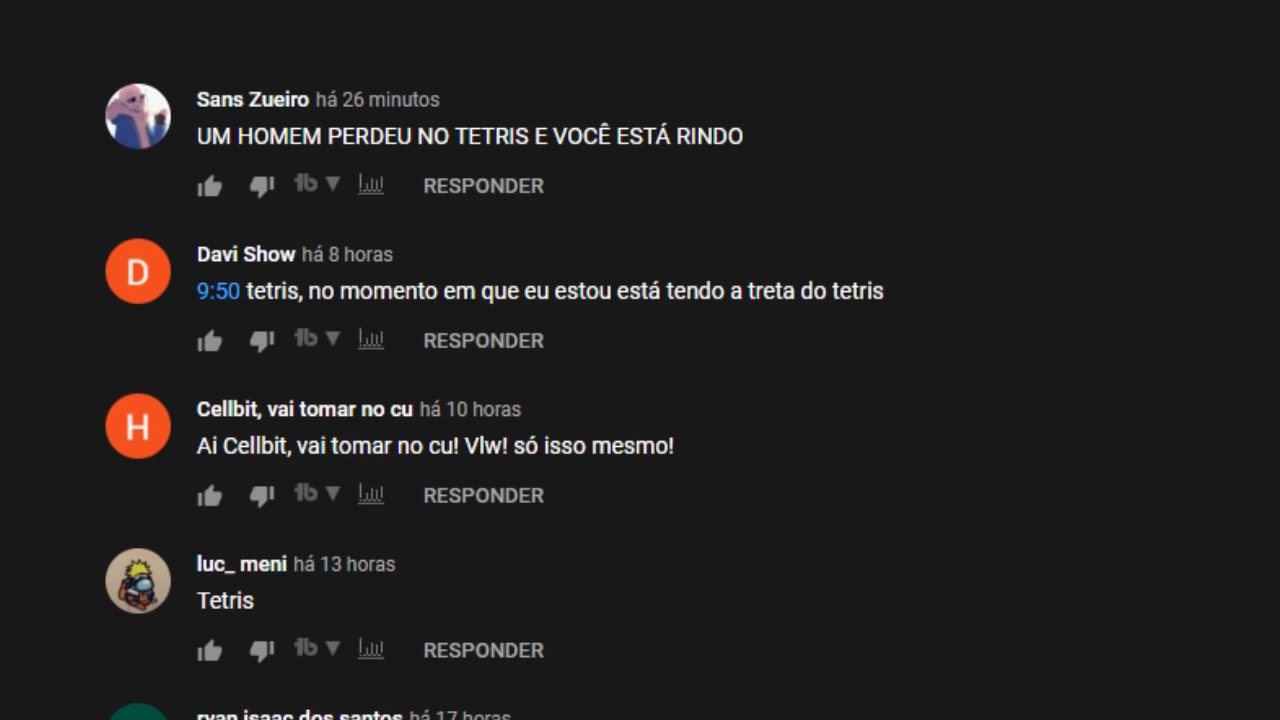 Sans Zueiro há 26 minutos
UM HOMEM PERDEU NO TETRIS E VOCÊ ESTÁ RINDO
RESPONDER
Davi Show há 8 horas
9:50 tetris, no momento em que eu estou está tendo a treta do tetris
RESPONDER
Cellbit, vai tomar no cu há 10 horas
Ai Cellbit, vai tomar no cu! Vlw! só isso mesmo!
RESPONDER
luc_ meni há 13 horas
Tetris
RESPONDER
ryan isaac dos santos há 17 horas